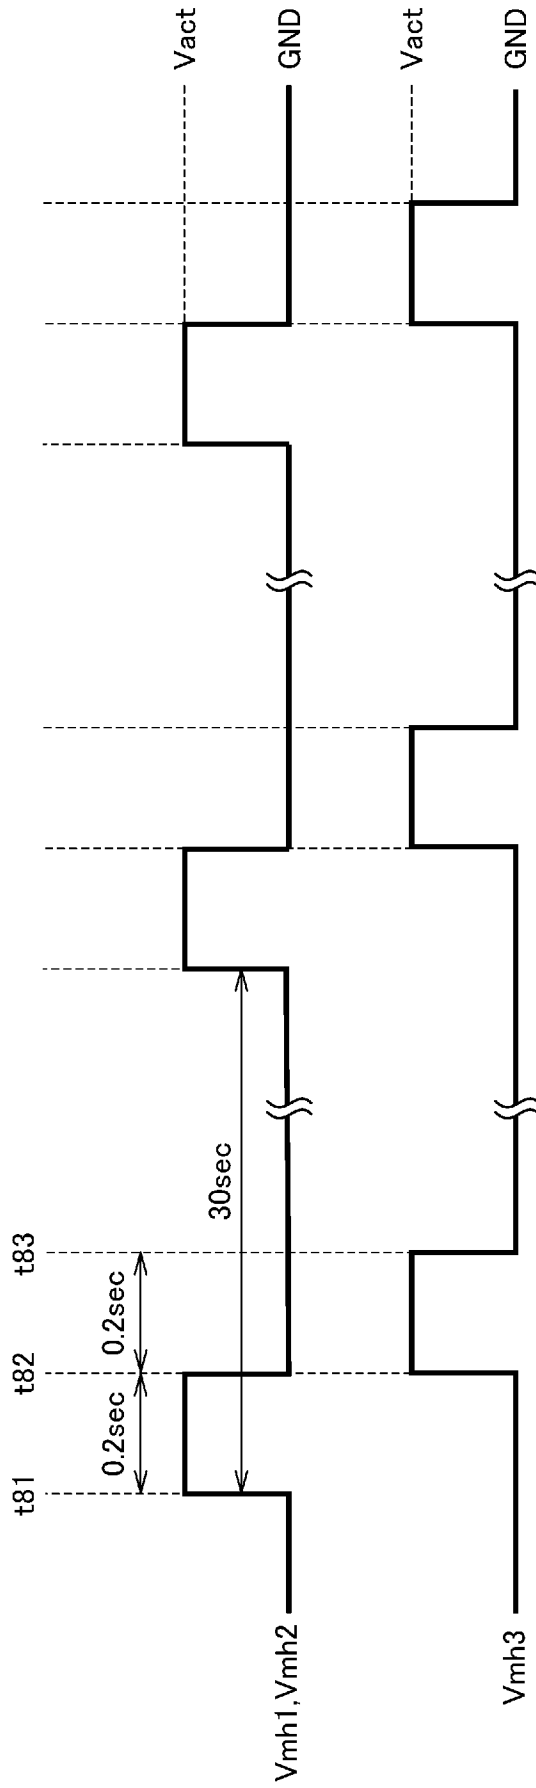 t81
t82
t83
0.2sec
0.2sec
30sec
Vmh1,Vmh2
Vact
GND
Vmh3
Vact
GND